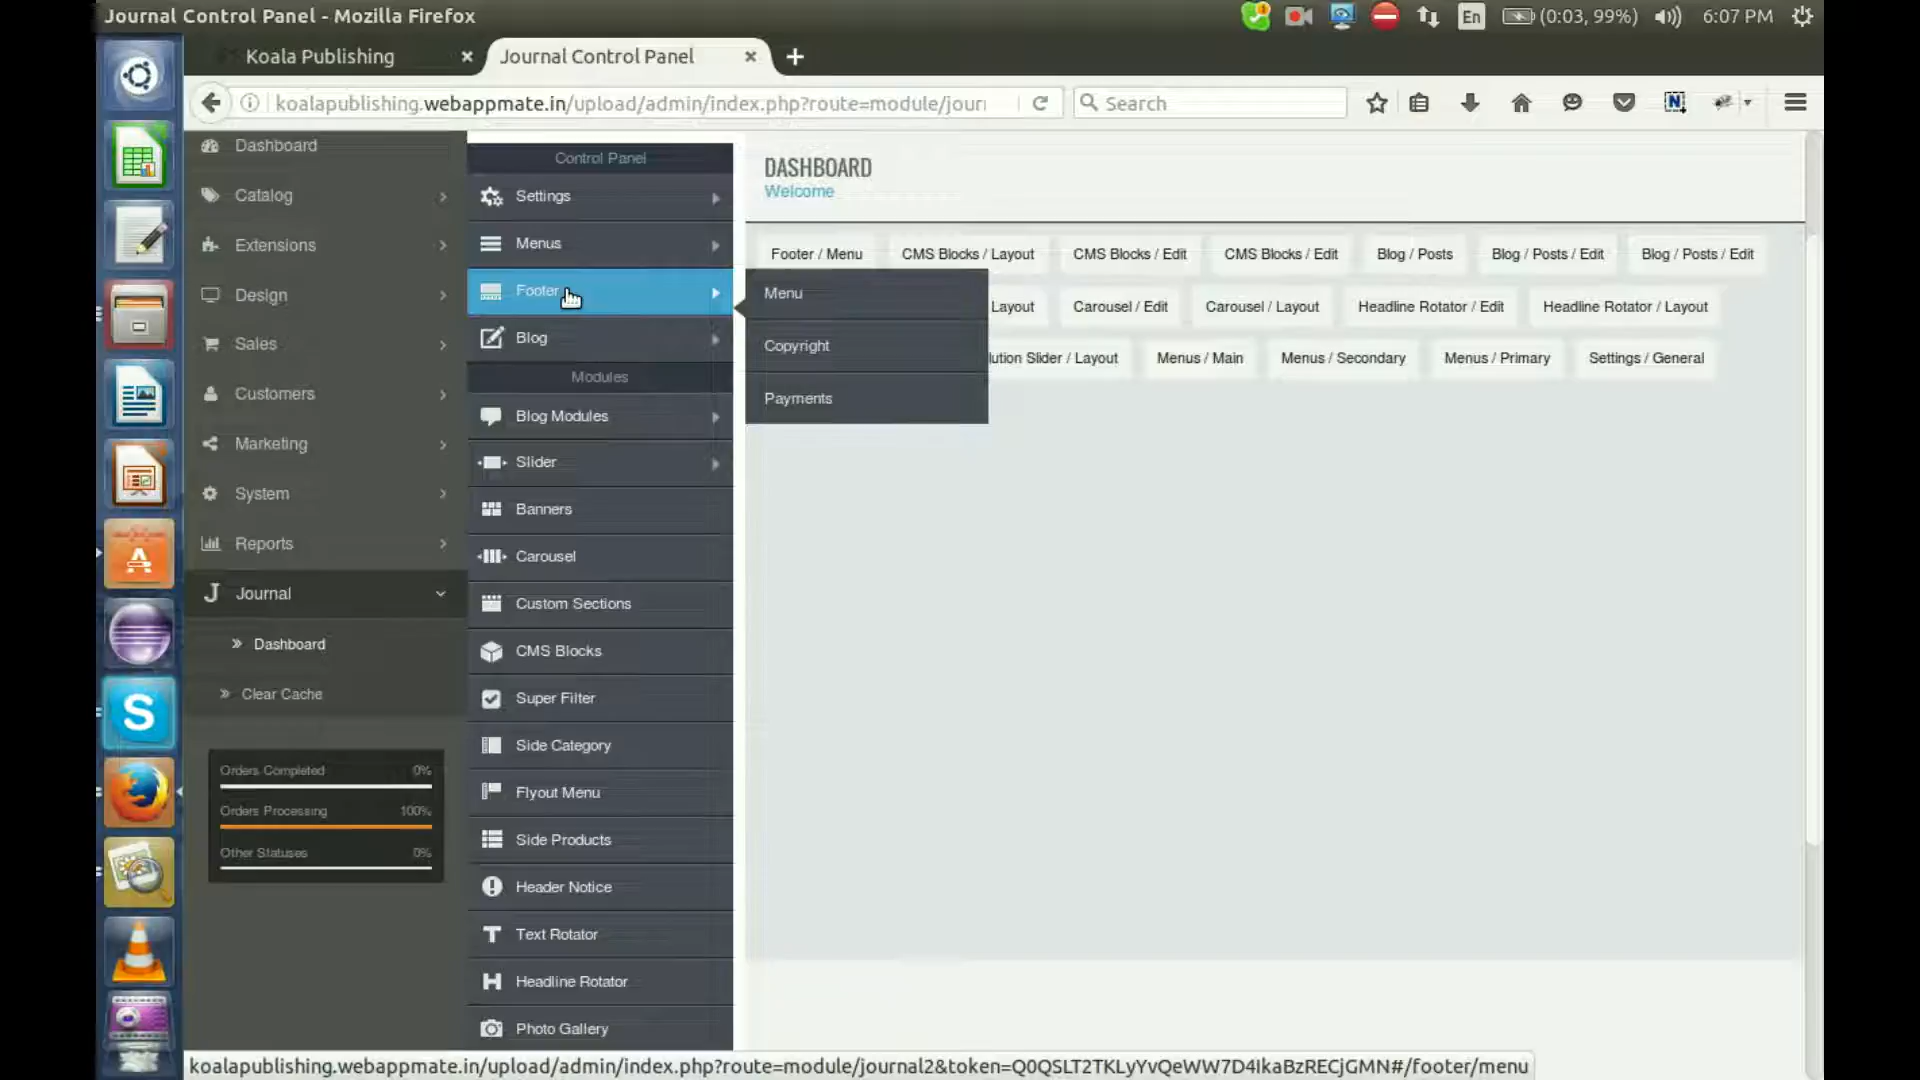 Journal Control Panel - Mozilla Firefox
En (0:03, 99%) 6:07 PM
Koala Publishing
Journal Control Panel
koalapublishing.webappmate.in/upload/admin/index.php?route=module/jour
Search
Dashboard
Catalog
Extensions
Design
Sales
Customers
Marketing
System
Reports
Journal
Dashboard
Clear Cache
Orders Completed 0%
Orders Processing 100%
Other Statuses 0%
Control Panel
Settings
Menus
Footer
Blog
Modules
Blog Modules
Slider
Banners
Carousel
Custom Sections
CMS Blocks
Super Filter
Side Category
Flyout Menu
Side Products
Header Notice
Text Rotator
Headline Rotator
Photo Gallery
Menu
Copyright
Payments
DASHBOARD
Welcome
Footer / Menu CMS Blocks / Layout CMS Blocks / Edit CMS Blocks / Edit Blog / Posts Blog / Posts / Edit Blog / Posts / Edit
Layout Carousel / Edit Carousel / Layout Headline Rotator / Edit Headline Rotator / Layout
lution Slider / Layout Menus / Main Menus / Secondary Menus / Primary Settings / General
koalapublishing.webappmate.in/upload/admin/index.php?route=module/journal2&token=Q0QSLT2TKLyYvQeWW7D4IkaBzRECjGMN#/footer/menu